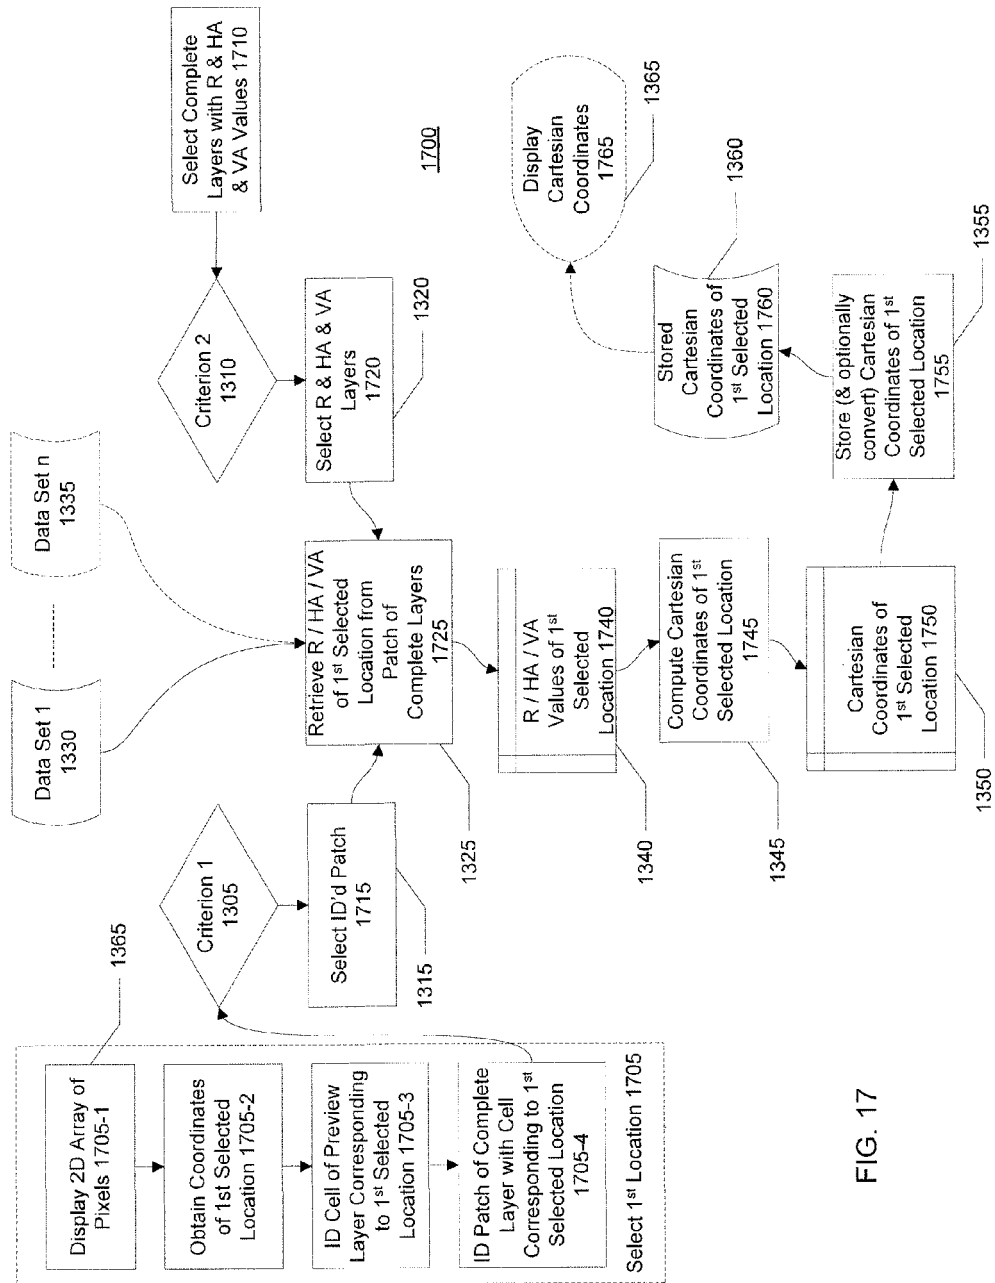 Display 2D Array of
Pixels 1705-1
1365
Obtain Coordinates
of 1st Selected
Location 1705-2
ID Cell of Preview
Layer Corresponding
to 1st Selected
Location 1705-3
ID Patch of Complete
Layer with Cell
Corresponding to 1st
Selected Location
1705-4
Select 1st Location 1705
Criterion 1
1305
Select ID'd Patch
1715
1315
Data Set 1
1330
--------
Data Set n
1335
Select Complete
Layers with R & HA
& VA Values 1710
Criterion 2
1310
Select R & HA & VA
Layers
1720
1320
Retrieve R / HA / VA
of 1st Selected
Location from
Patch of
Complete Layers
1725
1325
R / HA / VA
Values of 1st
Selected
Location 1740
1340
Compute Cartesian
Coordinates of 1st
Selected Location
1745
1345
Cartesian
Coordinates of
1st Selected
Location 1750
1350
Store (& optionally
convert) Cartesian
Coordinates of 1st
Selected Location
1755
1355
Stored
Cartesian
Coordinates of
1st Selected
Location 1760
1360
Display
Cartesian
Coordinates
1765
1365
1700
FIG. 17